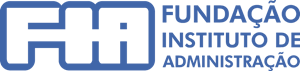 FIA
FUNDAÇÃO
INSTITUTO DE
ADMINISTRAÇÃO